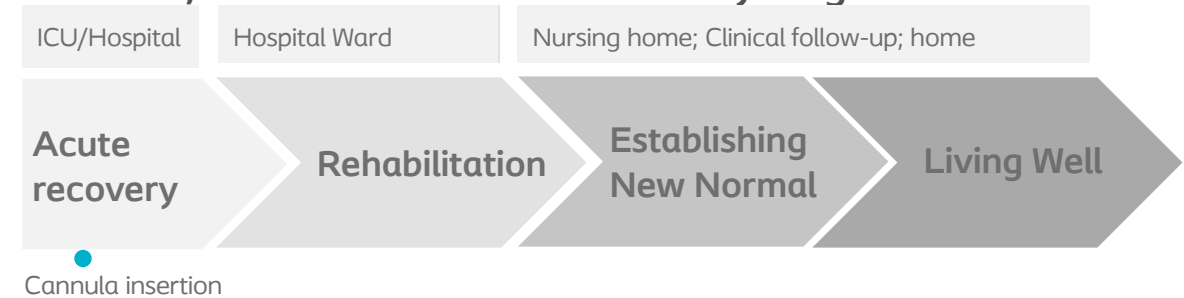 ICU/Hospital
Hospital Ward
Nursing home; Clinical follow-up; home
Acute
recovery
Rehabilitation
Establishing
New Normal
Living Well
Cannula insertion